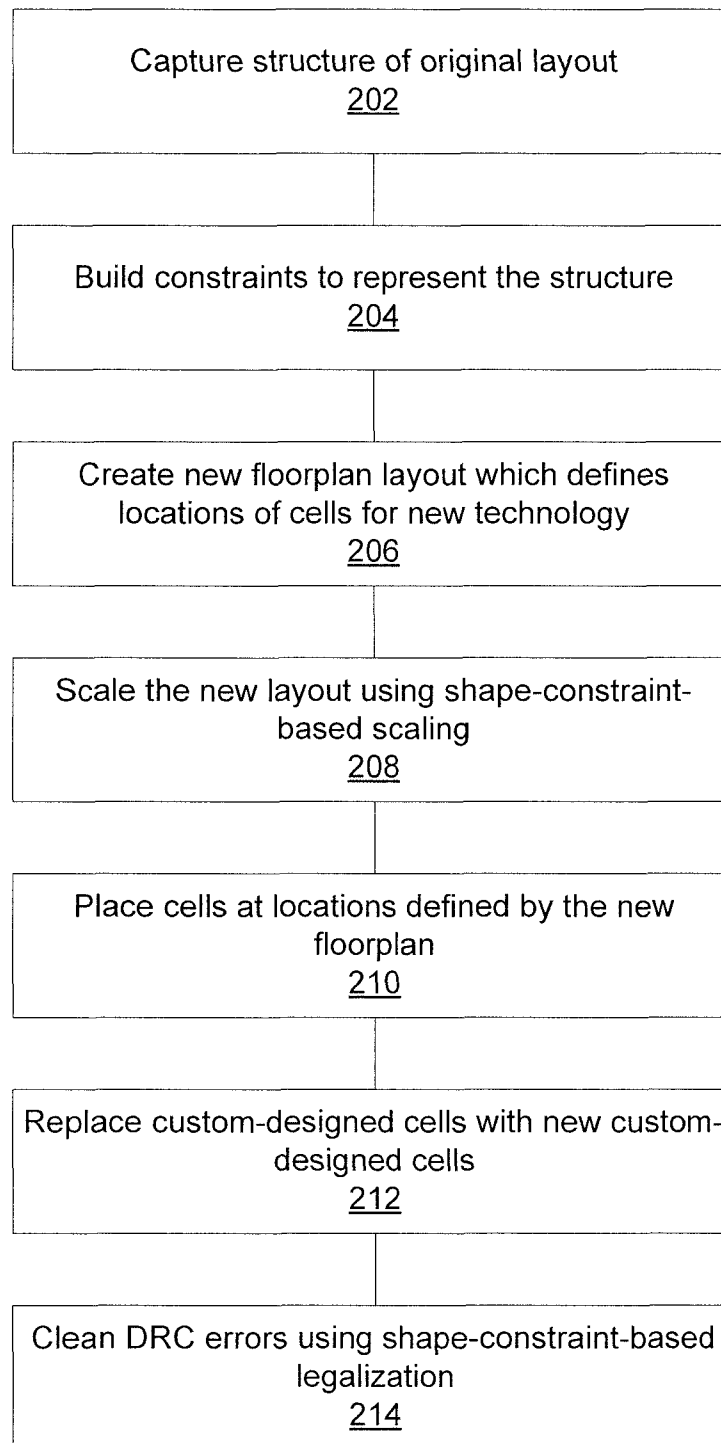 Capture structure of original layout
202
Build constraints to represent the structure
204
Create new floorplan layout which defines
locations of cells for new technology
206
Scale the new layout using shape-constraint-
based scaling
208
Place cells at locations defined by the new
floorplan
210
Replace custom-designed cells with new custom-
designed cells
212
Clean DRC errors using shape-constraint-based
legalization
214